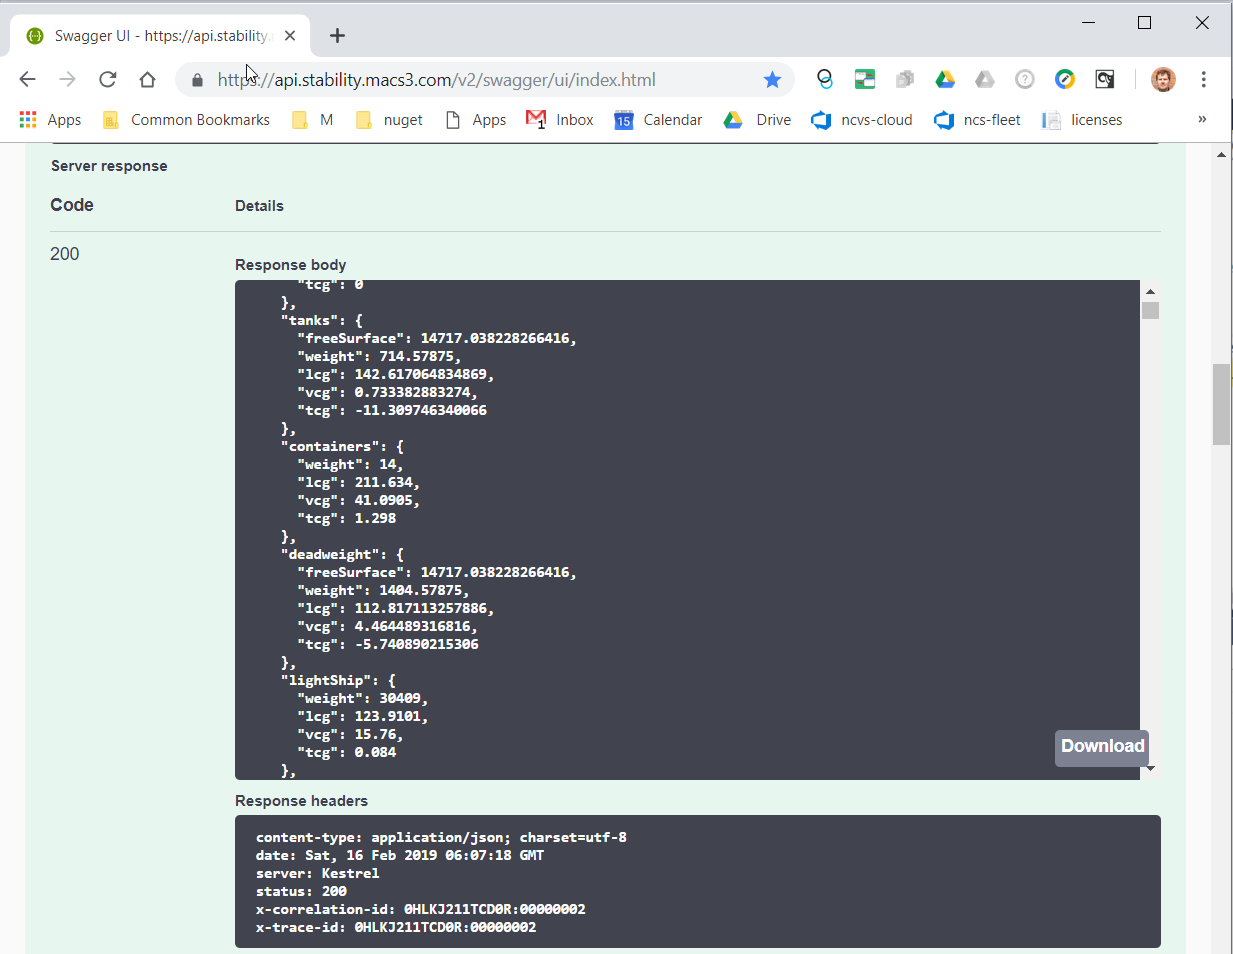 Swagger UI - https://api.stability.
https://api.stability.macs3.com/v2/swagger/ui/index.html
Apps Common Bookmarks M nuget Apps 1 Inbox 15 Calendar Drive ncvs-cloud ncs-fleet licenses »
Server response
Code Details
200
Response body
"tcg": 0
},
"tanks": {
"freeSurface": 14717.038228266416,
"weight": 714.57875,
"lcg": 142.617064834869,
"vcg": 0.733382883274,
"tcg": -11.309746340066
},
"containers": {
"weight": 14,
"lcg": 211.634,
"vcg": 41.0905,
"tcg": 1.298
},
"deadweight": {
"freeSurface": 14717.038228266416,
"weight": 1404.57875,
"lcg": 112.817113257886,
"vcg": 4.464489316816,
"tcg": -5.740890215306
},
"lightShip": {
"weight": 30409,
"lcg": 123.9101,
"vcg": 15.76,
"tcg": 0.084
},
Download
Response headers
content-type: application/json; charset=utf-8
date: Sat, 16 Feb 2019 06:07:18 GMT
server: Kestrel
status: 200
x-correlation-id: 0HLKJ211TCD0R:00000002
x-trace-id: 0HLKJ211TCD0R:00000002